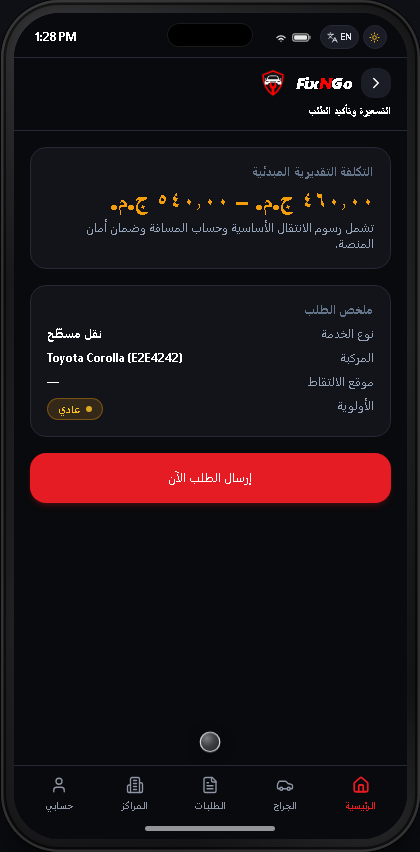 1:28 PM
EN
FixNGo
التسعيرة وتأكيد الطلب
التكلفة التقديرية المبدئية
٤٦٠٫٠٠ ج.م.‏ — ٥٤٠٫٠٠ ج.م.‏
تشمل رسوم الانتقال الأساسية وحساب المسافة وضمان أمان
المنصة.
ملخص الطلب
نوع الخدمة نقل مسطّح
المركبة Toyota Corolla (E2E4242)
موقع الالتقاط —
الأولوية عادي
إرسال الطلب الآن
الرئيسية
الجراج
الطلبات
المراكز
حسابي